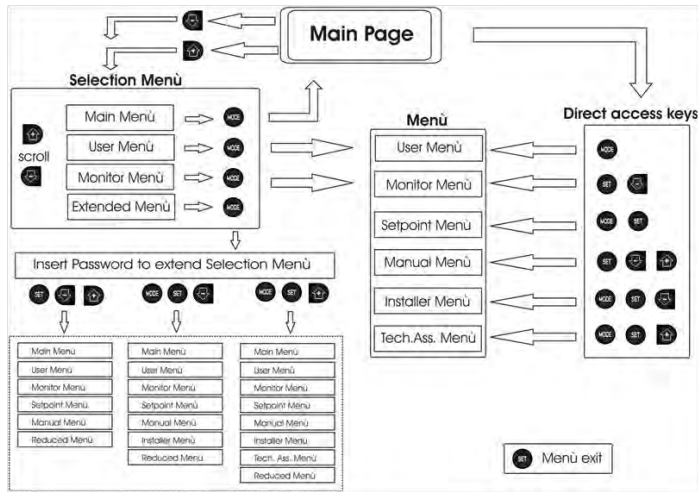 Main Page
Selection Menù
Main Menù
MODE
User Menù
MODE
scroll
Monitor Menù
MODE
Extended Menù
MODE
Insert Password to extend Selection Menù
SET
MODE SET
MODE SET
Main Menù
User Menù
Monitor Menù
Setpoint Menù
Manual Menù
Reduced Menù
Main Menù
User Menù
Monitor Menù
Setpoint Menù
Manual Menù
Installer Menù
Reduced Menù
Main Menù
User Menù
Monitor Menù
Setpoint Menù
Manual Menù
Installer Menù
Tech. Ass. Menù
Reduced Menù
Menù
User Menù
Monitor Menù
Setpoint Menù
Manual Menù
Installer Menù
Tech.Ass. Menù
Direct access keys
MODE
SET
MODE SET
SET
MODE SET
MODE SET
SET Menù exit